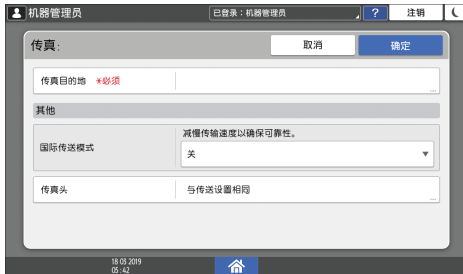 机器管理员
已登录：机器管理员
?
注销
传真:
取消
确定
传真目的地 *必须
...
其他
国际传送模式
减慢传输速度以确保可靠性。
关
传真头
与传送设置相同
...
18 03 2019
05:42